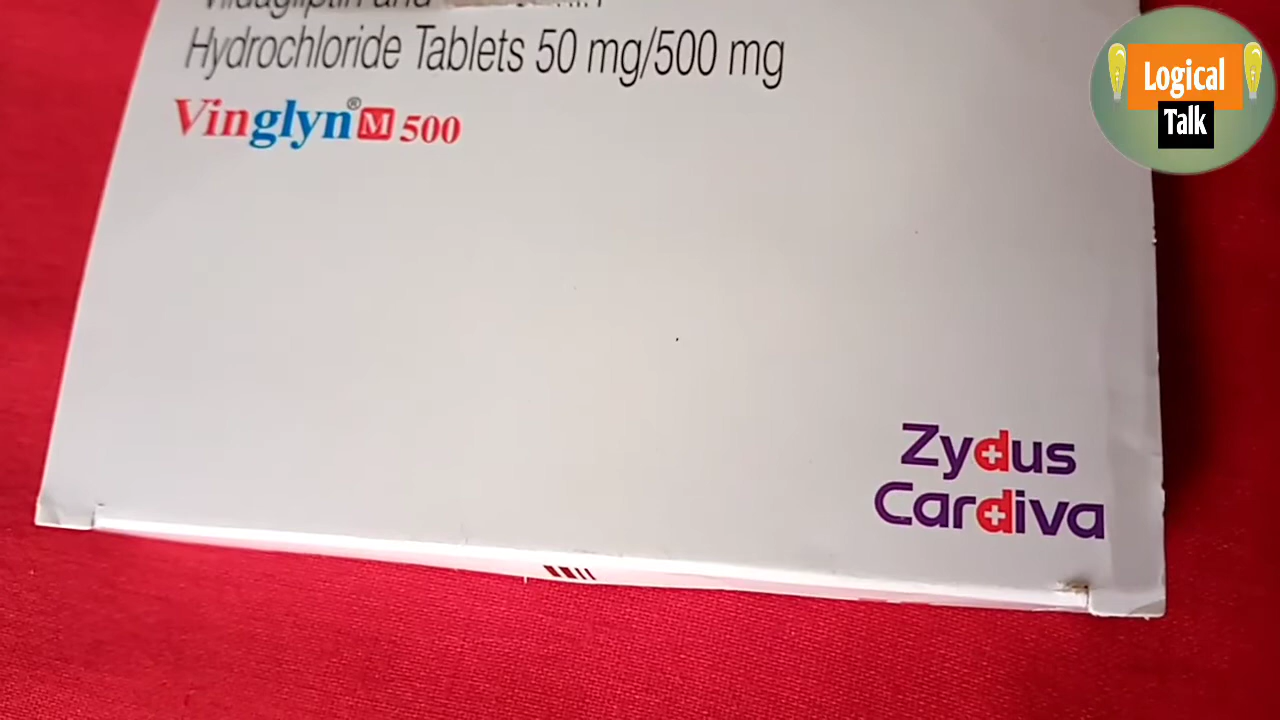 Hydrochloride Tablets 50 mg/500 mg
Vinglyn® M 500
Zydus
Cardiva
Logical
Talk